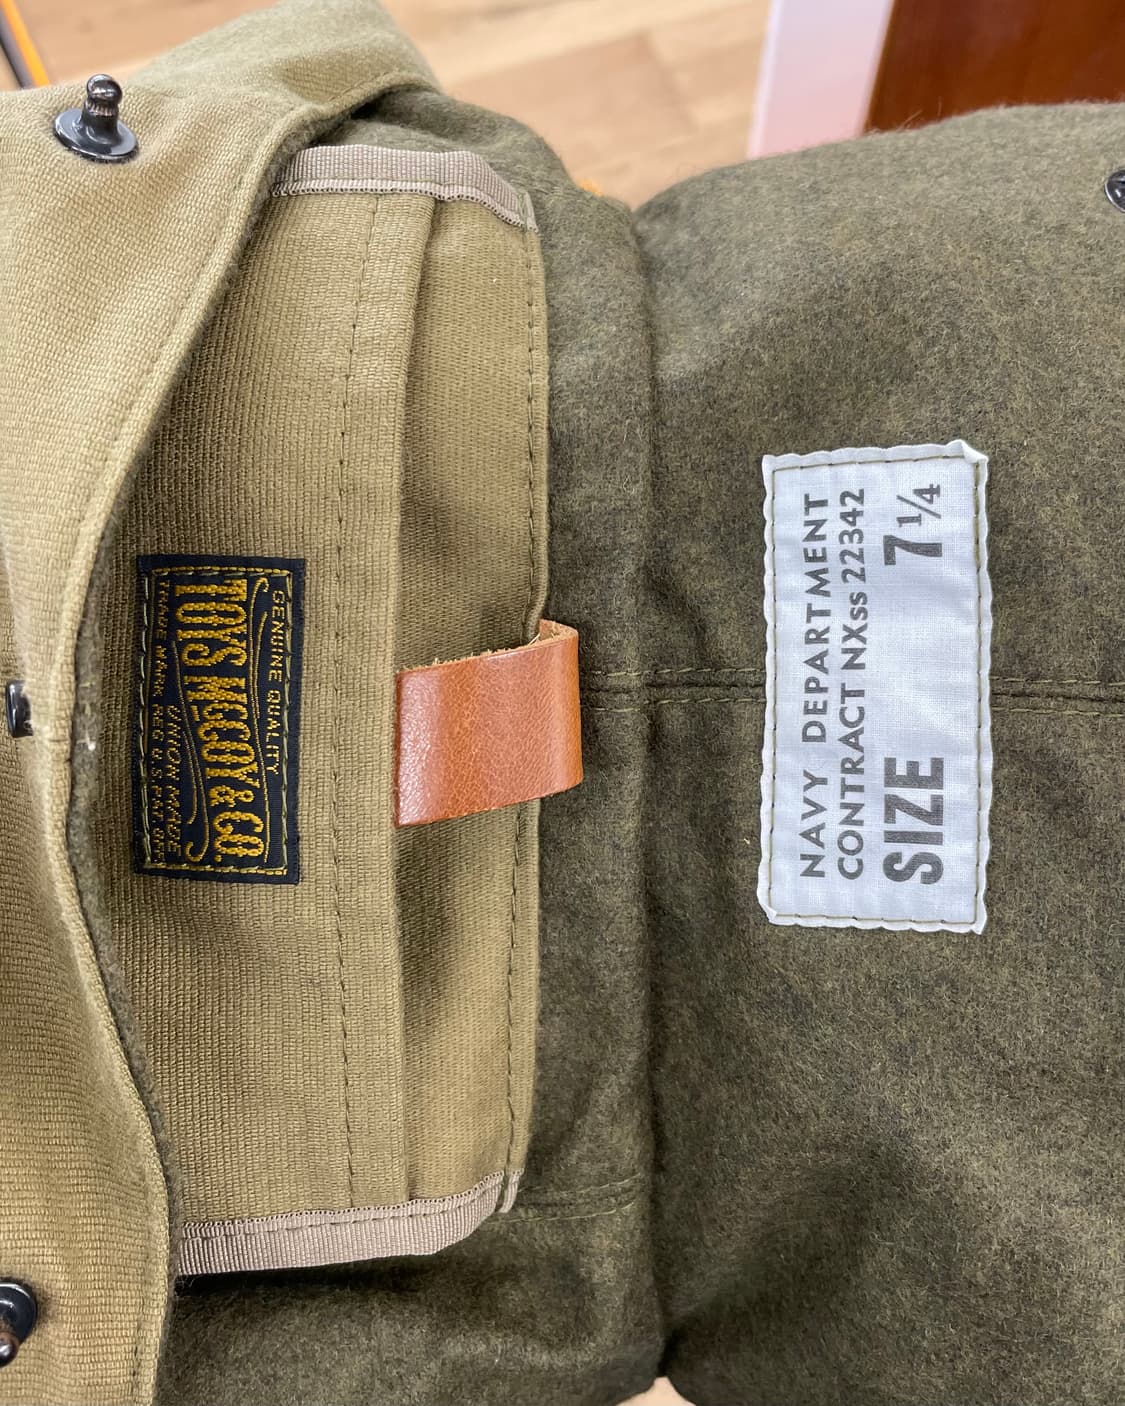 GENUINE QUALITY
TOYS MCCOY & CO.
UNION MADE
TRADE MARK REG. U.S. PAT. OFF.
NAVY DEPARTMENT
CONTRACT NXss 22342
SIZE 7 1/4